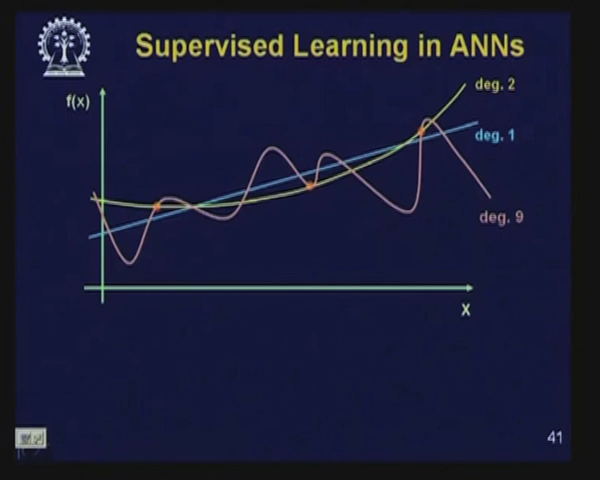 Supervised Learning in ANNs
f(x)
deg. 2
deg. 1
deg. 9
x
41